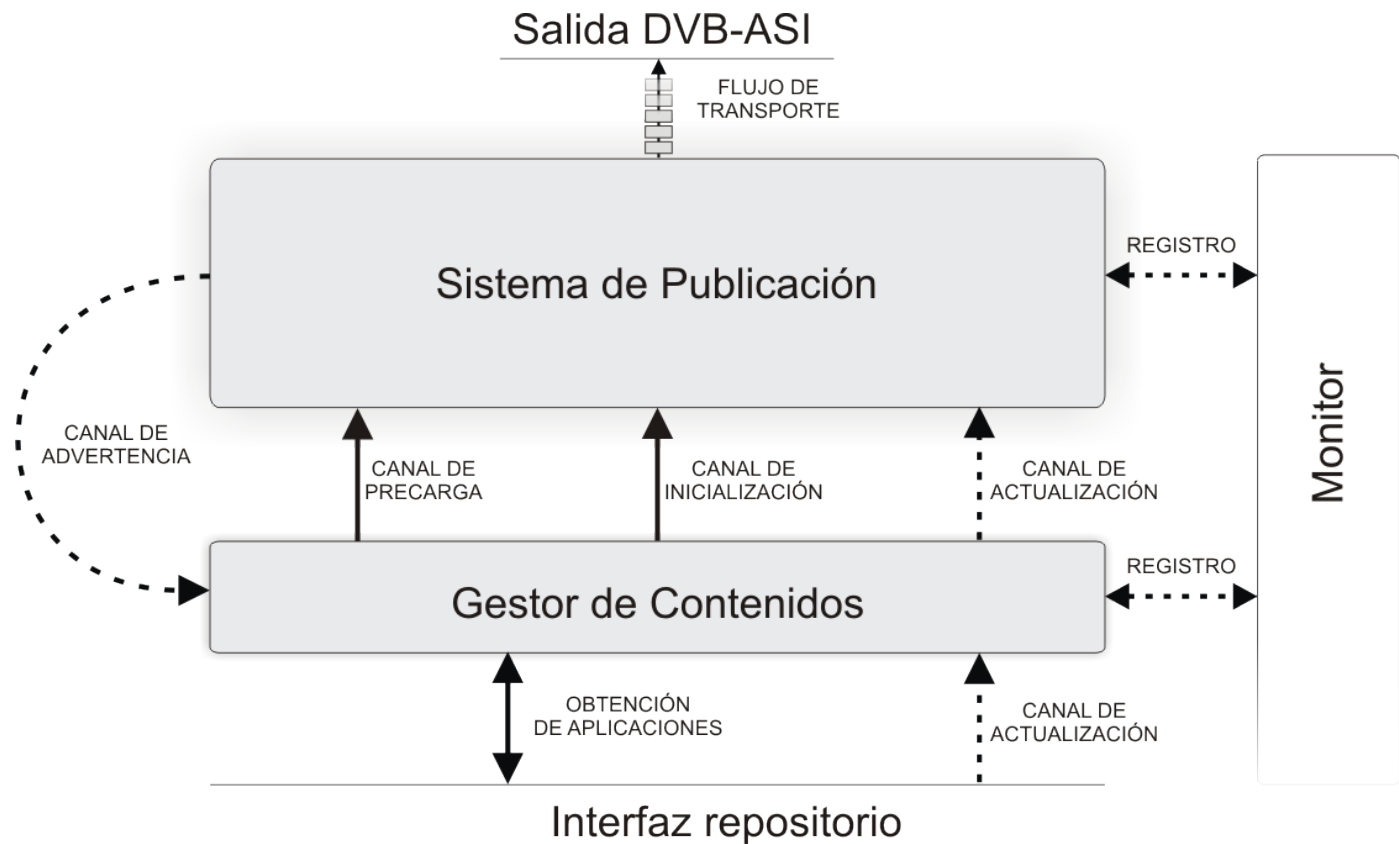 Salida DVB-ASI
FLUJO DE
TRANSPORTE
REGISTRO
Sistema de Publicación
Monitor
CANAL DE
ADVERTENCIA
CANAL DE
PRECARGA
CANAL DE
INICIALIZACIÓN
CANAL DE
ACTUALIZACIÓN
REGISTRO
Gestor de Contenidos
OBTENCIÓN
DE APLICACIONES
CANAL DE
ACTUALIZACIÓN
Interfaz repositorio